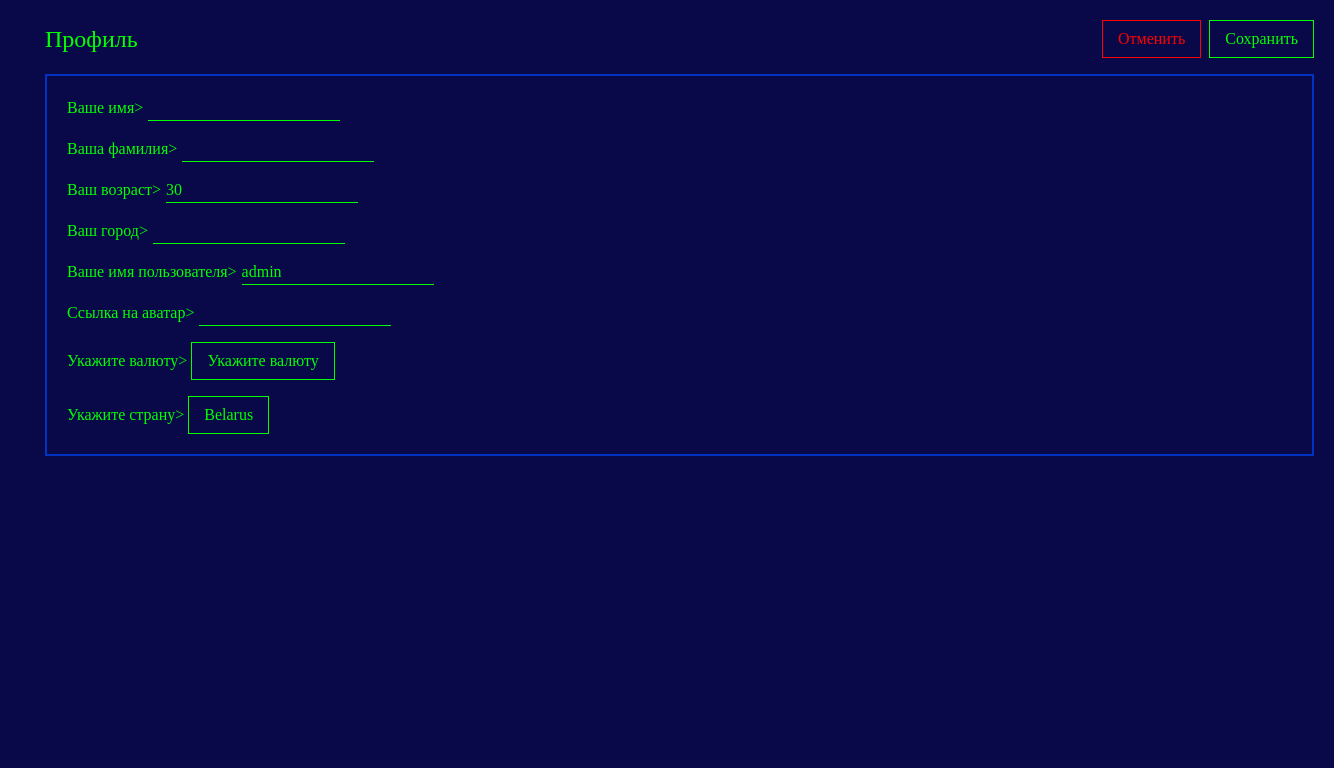 Профиль
Отменить
Сохранить
Ваше имя>
Ваша фамилия>
Ваш возраст> 30
Ваш город>
Ваше имя пользователя> admin
Ссылка на аватар>
Укажите валюту> Укажите валюту
Укажите страну> Belarus